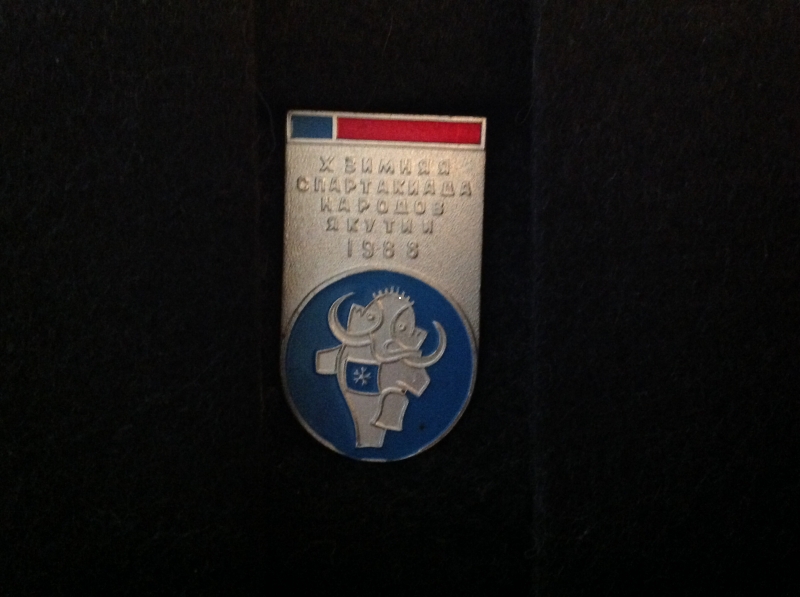 X ЗИМНЯЯ
СПАРТАКИАДА
НАРОДОВ
ЯКУТИИ
1988